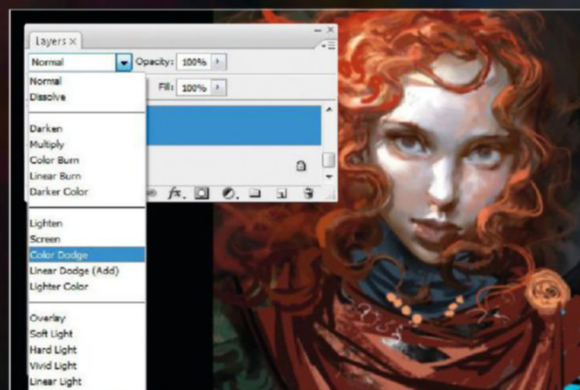 Layers ×
Normal Opacity: 100%
Fill: 100%
Normal
Dissolve
Darken
Multiply
Color Burn
Linear Burn
Darker Color
fx.
Lighten
Screen
Color Dodge
Linear Dodge (Add)
Lighter Color
Overlay
Soft Light
Hard Light
Vivid Light
Linear Light